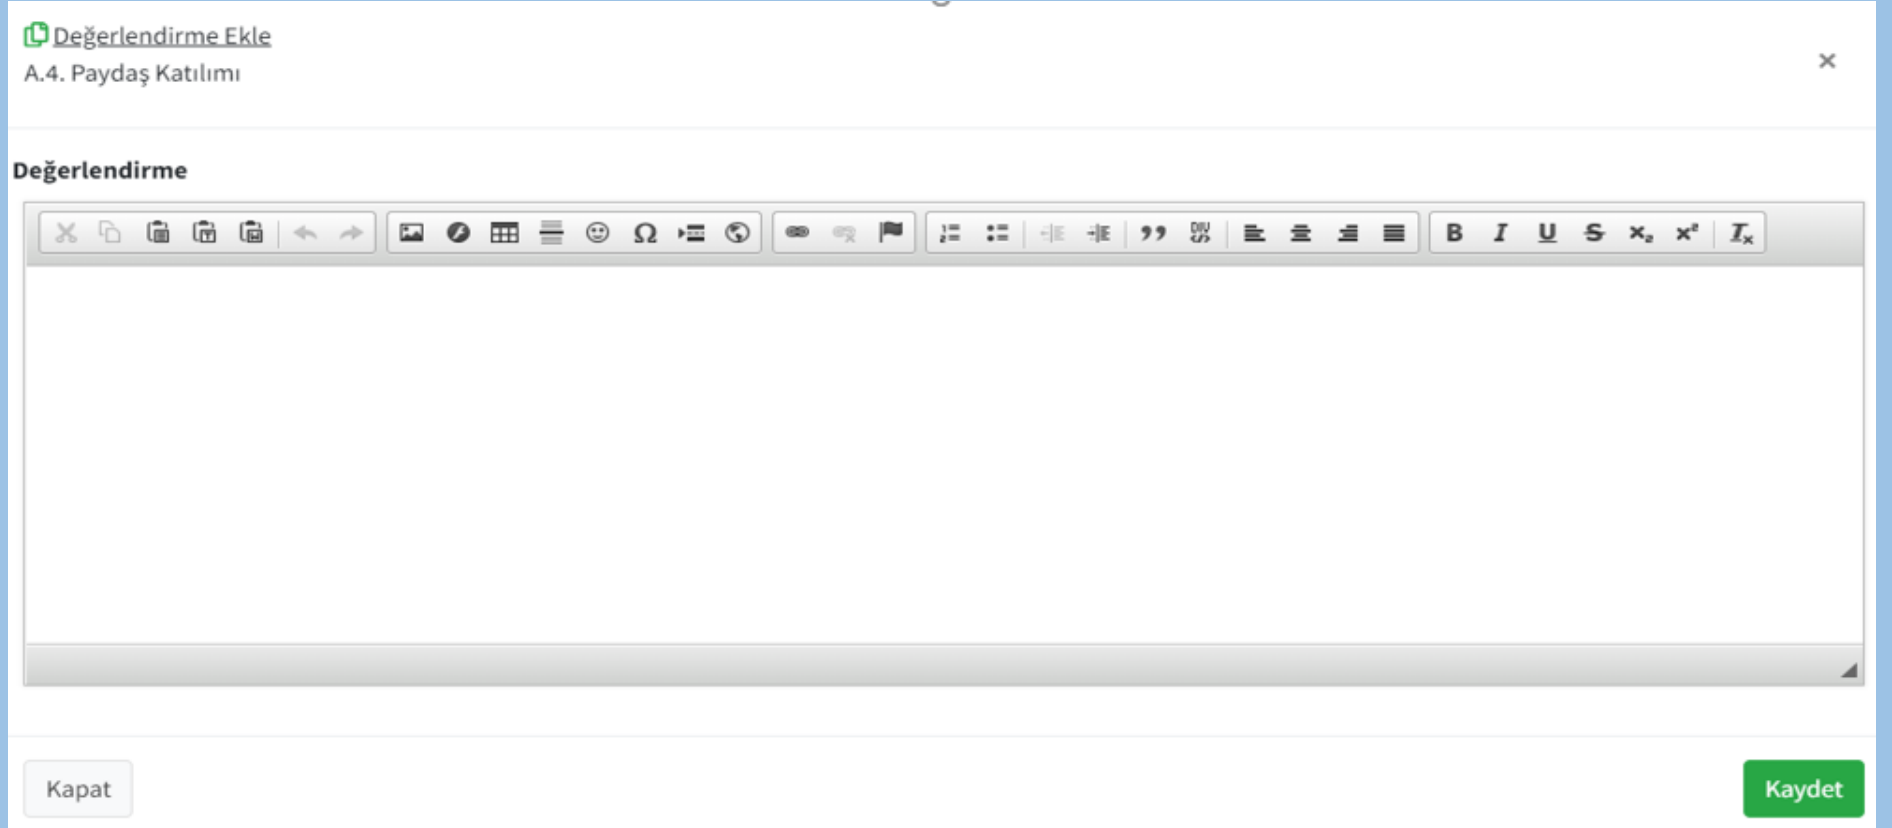 Değerlendirme Ekle
A.4. Paydaş Katılımı
×
Değerlendirme
Kapat
Kaydet